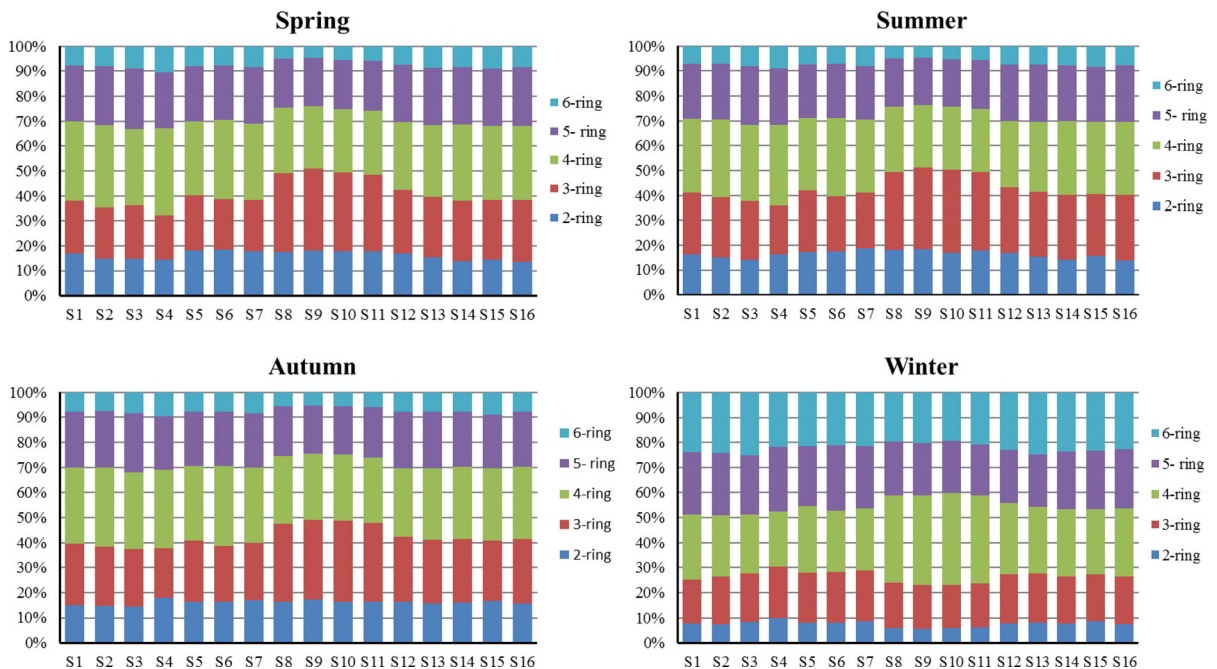 Spring
100%
90%
80%
70%
60%
50%
40%
30%
20%
10%
0%
S1 S2 S3 S4 S5 S6 S7 S8 S9 S10 S11 S12 S13 S14 S15 S16
6-ring
5- ring
4-ring
3-ring
2-ring
Summer
100%
90%
80%
70%
60%
50%
40%
30%
20%
10%
0%
S1 S2 S3 S4 S5 S6 S7 S8 S9 S10 S11 S12 S13 S14 S15 S16
6-ring
5- ring
4-ring
3-ring
2-ring
Autumn
100%
90%
80%
70%
60%
50%
40%
30%
20%
10%
0%
S1 S2 S3 S4 S5 S6 S7 S8 S9 S10 S11 S12 S13 S14 S15 S16
6-ring
5- ring
4-ring
3-ring
2-ring
Winter
100%
90%
80%
70%
60%
50%
40%
30%
20%
10%
0%
S1 S2 S3 S4 S5 S6 S7 S8 S9 S10 S11 S12 S13 S14 S15 S16
6-ring
5- ring
4-ring
3-ring
2-ring